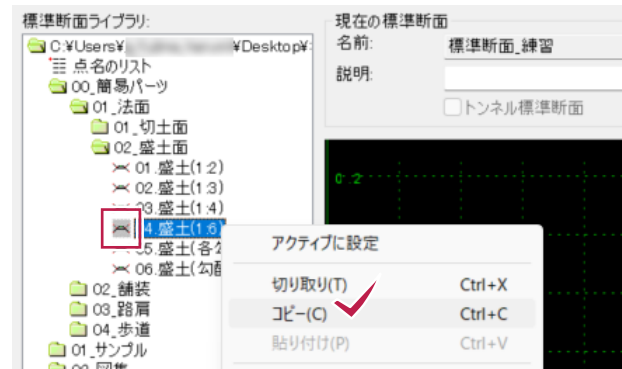 標準断面ライブラリ:
C:¥Users¥ ¥Desktop¥
点名のリスト
00_簡易パーツ
01_法面
01_切土面
02_盛土面
01.盛土(1:2)
02.盛土(1:3)
03.盛土(1:4)
4.盛土(1:6)
05.盛土(各
06.盛土(勾配
02_舗装
03_路肩
04_歩道
01_サンプル
現在の標準断面
名前: 標準断面_練習
説明:
トンネル標準断面
0.2
アクティブに設定
切り取り(T) Ctrl+X
コピー(C) Ctrl+C
貼り付け(P) Ctrl+V